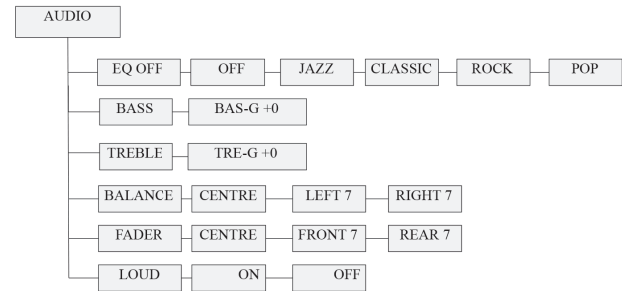 AUDIO
EQ OFF OFF JAZZ CLASSIC ROCK POP
BASS BAS-G +0
TREBLE TRE-G +0
BALANCE CENTRE LEFT 7 RIGHT 7
FADER CENTRE FRONT 7 REAR 7
LOUD ON OFF